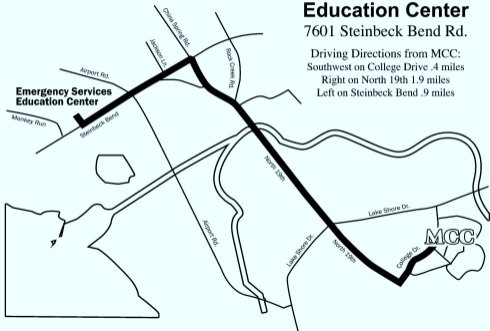 Education Center
7601 Steinbeck Bend Rd.
Driving Directions from MCC:
Southwest on College Drive .4 miles
Right on North 19th 1.9 miles
Left on Steinbeck Bend .9 miles
China Spring Rd.
Jackson Ln.
Rock Creek Rd.
Airport Rd.
Emergency Services
Education Center
Monkey Run
Steinbeck Bend
North 19th
Lake Shore Dr.
Airport Rd.
Lake Shore Dr.
North 19th
College Dr.
MCC